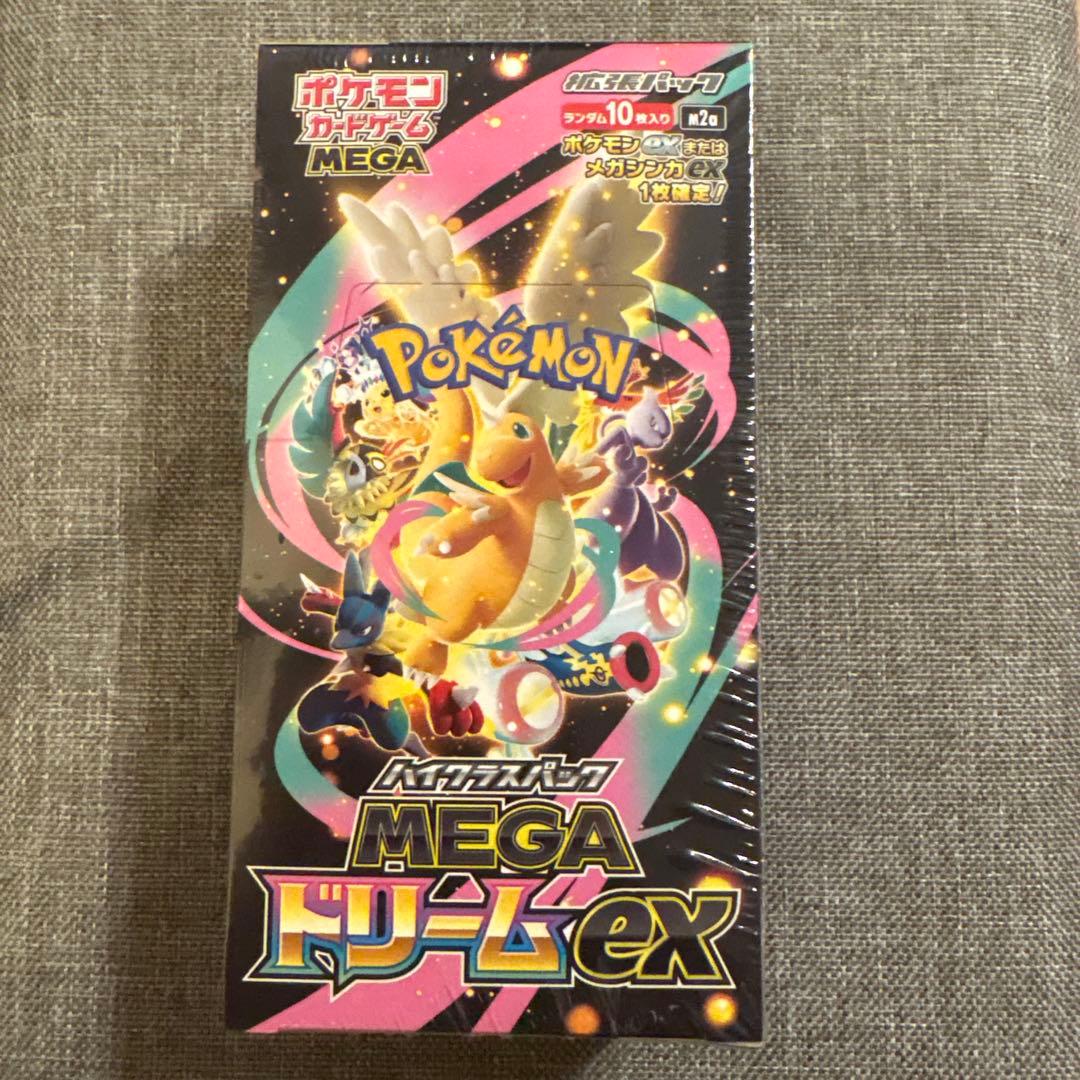 ポケモン
カードゲーム
MEGA
拡張パック
ランダム10枚入り M2a
ポケモンexまたは
メガシンカex
1枚確定!
POKéMON
ハイクラスパック
MEGA
ドリームex